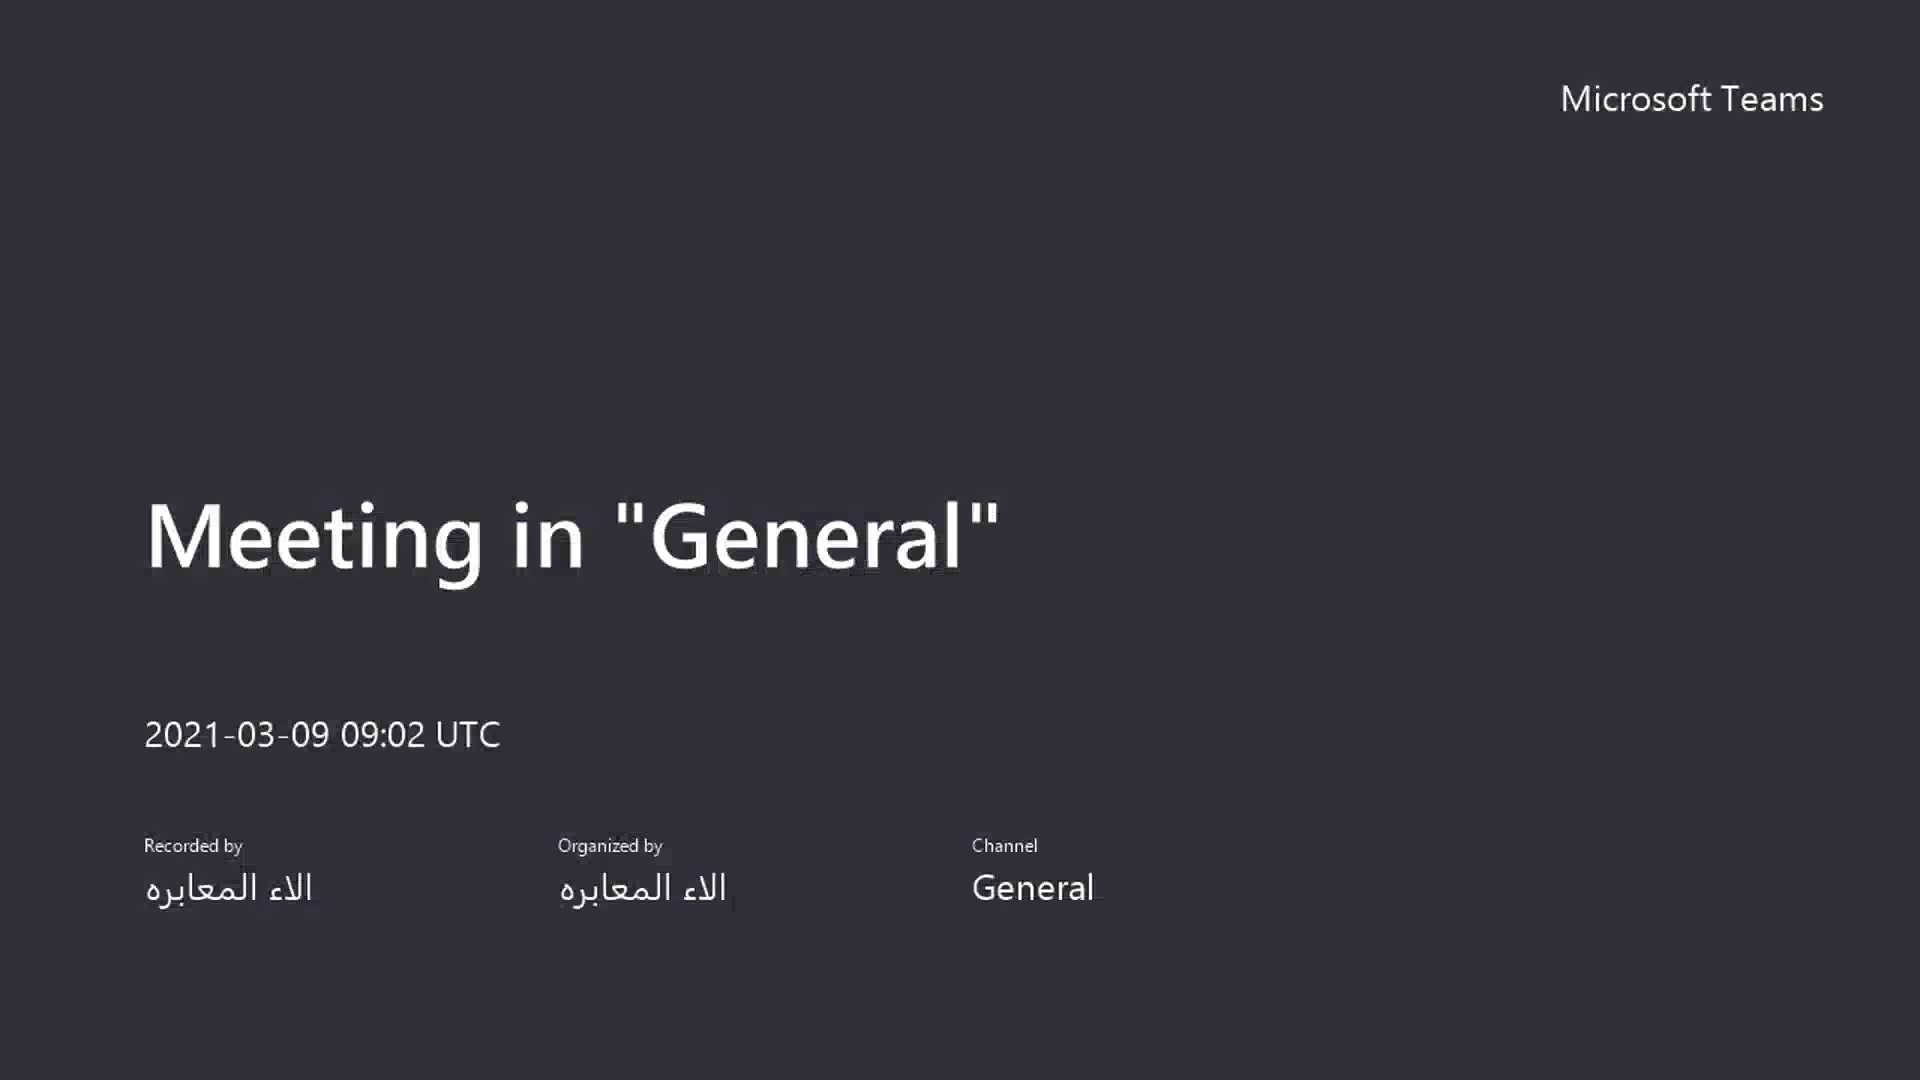 Microsoft Teams
Meeting in "General"
2021-03-09 09:02 UTC
Recorded by
الاء المعابره
Organized by
الاء المعابره
Channel
General